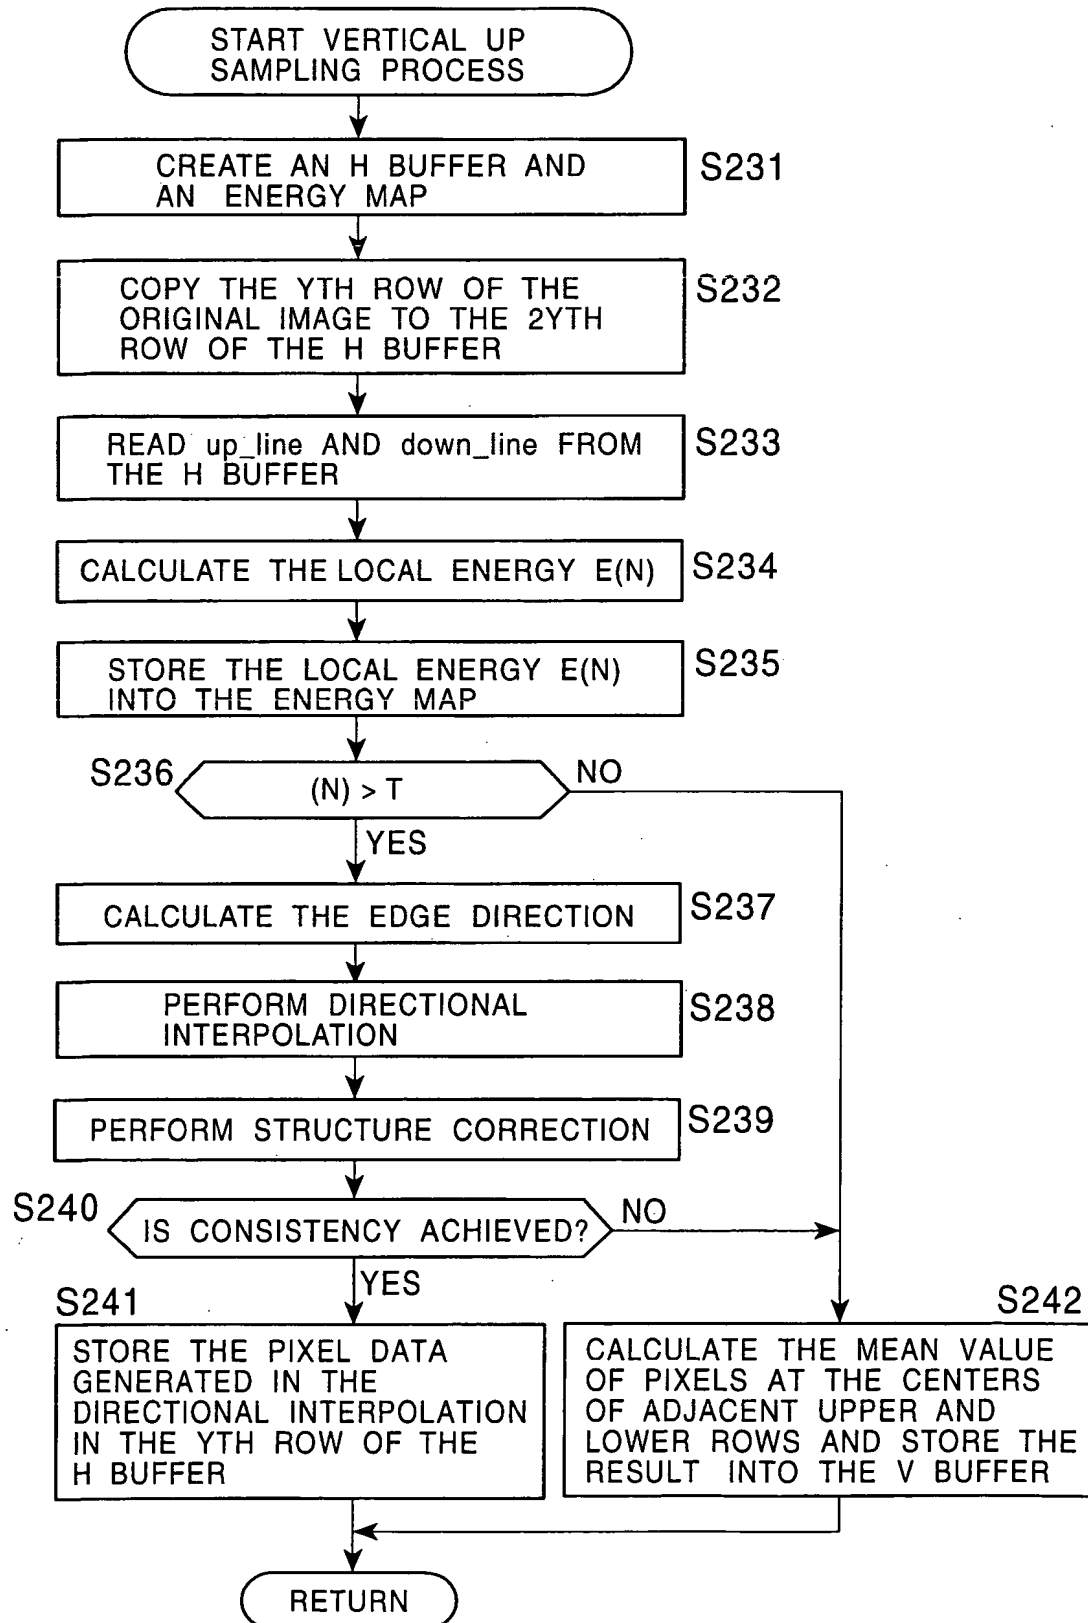 START VERTICAL UP
SAMPLING PROCESS
CREATE AN H BUFFER AND
AN ENERGY MAP
S231
COPY THE YTH ROW OF THE
ORIGINAL IMAGE TO THE 2YTH
ROW OF THE H BUFFER
S232
READ up_line AND down_line FROM
THE H BUFFER
S233
CALCULATE THE LOCAL ENERGY E(N)
S234
STORE THE LOCAL ENERGY E(N)
INTO THE ENERGY MAP
S235
S236
(N) > T
NO
YES
CALCULATE THE EDGE DIRECTION
S237
PERFORM DIRECTIONAL
INTERPOLATION
S238
PERFORM STRUCTURE CORRECTION
S239
S240
IS CONSISTENCY ACHIEVED?
NO
YES
S241
STORE THE PIXEL DATA
GENERATED IN THE
DIRECTIONAL INTERPOLATION
IN THE YTH ROW OF THE
H BUFFER
S242
CALCULATE THE MEAN VALUE
OF PIXELS AT THE CENTERS
OF ADJACENT UPPER AND
LOWER ROWS AND STORE THE
RESULT INTO THE V BUFFER
RETURN